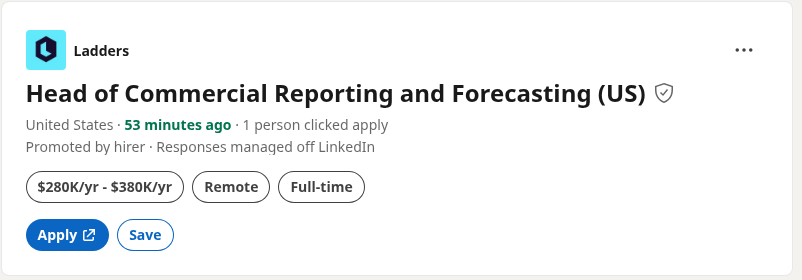 Ladders
Head of Commercial Reporting and Forecasting (US)
United States · 53 minutes ago · 1 person clicked apply
Promoted by hirer · Responses managed off LinkedIn
$280K/yr - $380K/yr Remote Full-time
Apply Save